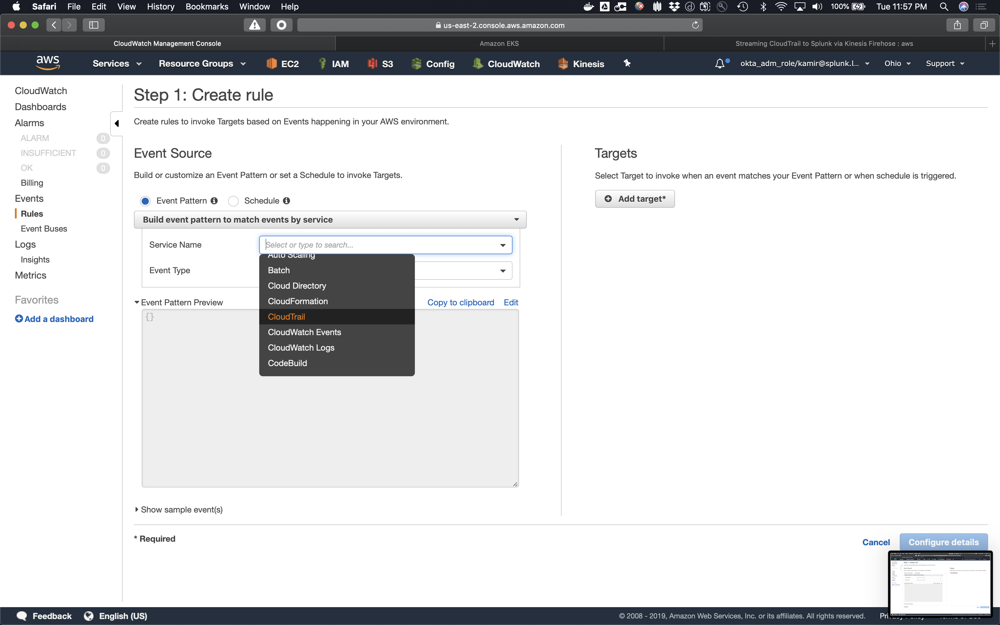 Safari File Edit View History Bookmarks Window Help 100% Tue 11:57 PM
us-east-2.console.aws.amazon.com
CloudWatch Management Console Amazon EKS Streaming CloudTrail to Splunk via Kinesis Firehose : aws
aws Services Resource Groups EC2 IAM S3 Config CloudWatch Kinesis okta_adm_role/kamir@splunk.l... Ohio Support
CloudWatch
Dashboards
Alarms
ALARM 0
INSUFFICIENT 0
OK 0
Billing
Events
Rules
Event Buses
Logs
Insights
Metrics
Favorites
Add a dashboard
Step 1: Create rule
Create rules to invoke Targets based on Events happening in your AWS environment.
Event Source
Build or customize an Event Pattern or set a Schedule to invoke Targets.
Event Pattern Schedule
Build event pattern to match events by service
Service Name Select or type to search...
Auto Scaling
Event Type
Batch
Cloud Directory
CloudFormation
CloudTrail
CloudWatch Events
CloudWatch Logs
CodeBuild
Event Pattern Preview Copy to clipboard Edit
{}
Show sample event(s)
Targets
Select Target to invoke when an event matches your Event Pattern or when schedule is triggered.
Add target*
* Required
Cancel Configure details
Feedback English (US) © 2008 - 2019, Amazon Web Services, Inc. or its affiliates. All rights reserved.